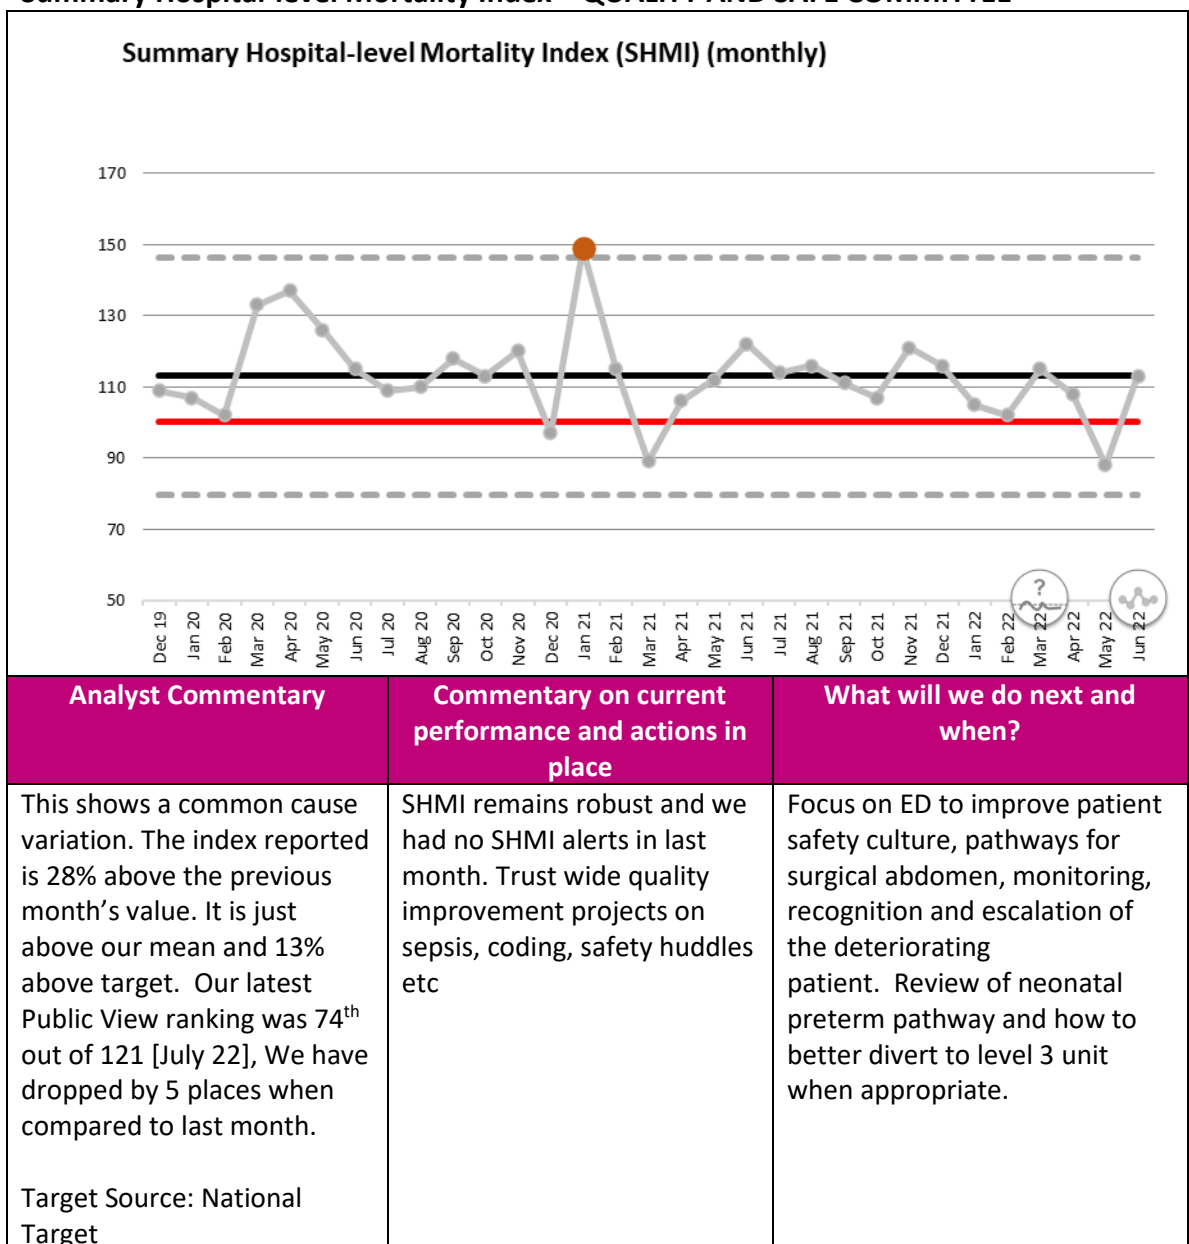 Summary Hospital-level Mortality Index – QUALITY AND SAFE COMMITTEE
Summary Hospital-level Mortality Index (SHMI) (monthly)
170
150
130
110
90
70
50
?
Dec 19
Jan 20
Feb 20
Mar 20
Apr 20
May 20
Jun 20
Jul 20
Aug 20
Sep 20
Oct 20
Nov 20
Dec 20
Jan 21
Feb 21
Mar 21
Apr 21
May 21
Jun 21
Jul 21
Aug 21
Sep 21
Oct 21
Nov 21
Dec 21
Jan 22
Feb 22
Mar 22
Apr 22
May 22
Jun 22
Analyst Commentary
This shows a common cause
variation. The index reported
is 28% above the previous
month's value. It is just
above our mean and 13%
above target.  Our latest
Public View ranking was 74th
out of 121 [July 22], We have
dropped by 5 places when
compared to last month.
Target Source: National
Target
Commentary on current
performance and actions in
place
SHMI remains robust and we
had no SHMI alerts in last
month. Trust wide quality
improvement projects on
sepsis, coding, safety huddles
etc
What will we do next and
when?
Focus on ED to improve patient
safety culture, pathways for
surgical abdomen, monitoring,
recognition and escalation of
the deteriorating
patient.  Review of neonatal
preterm pathway and how to
better divert to level 3 unit
when appropriate.